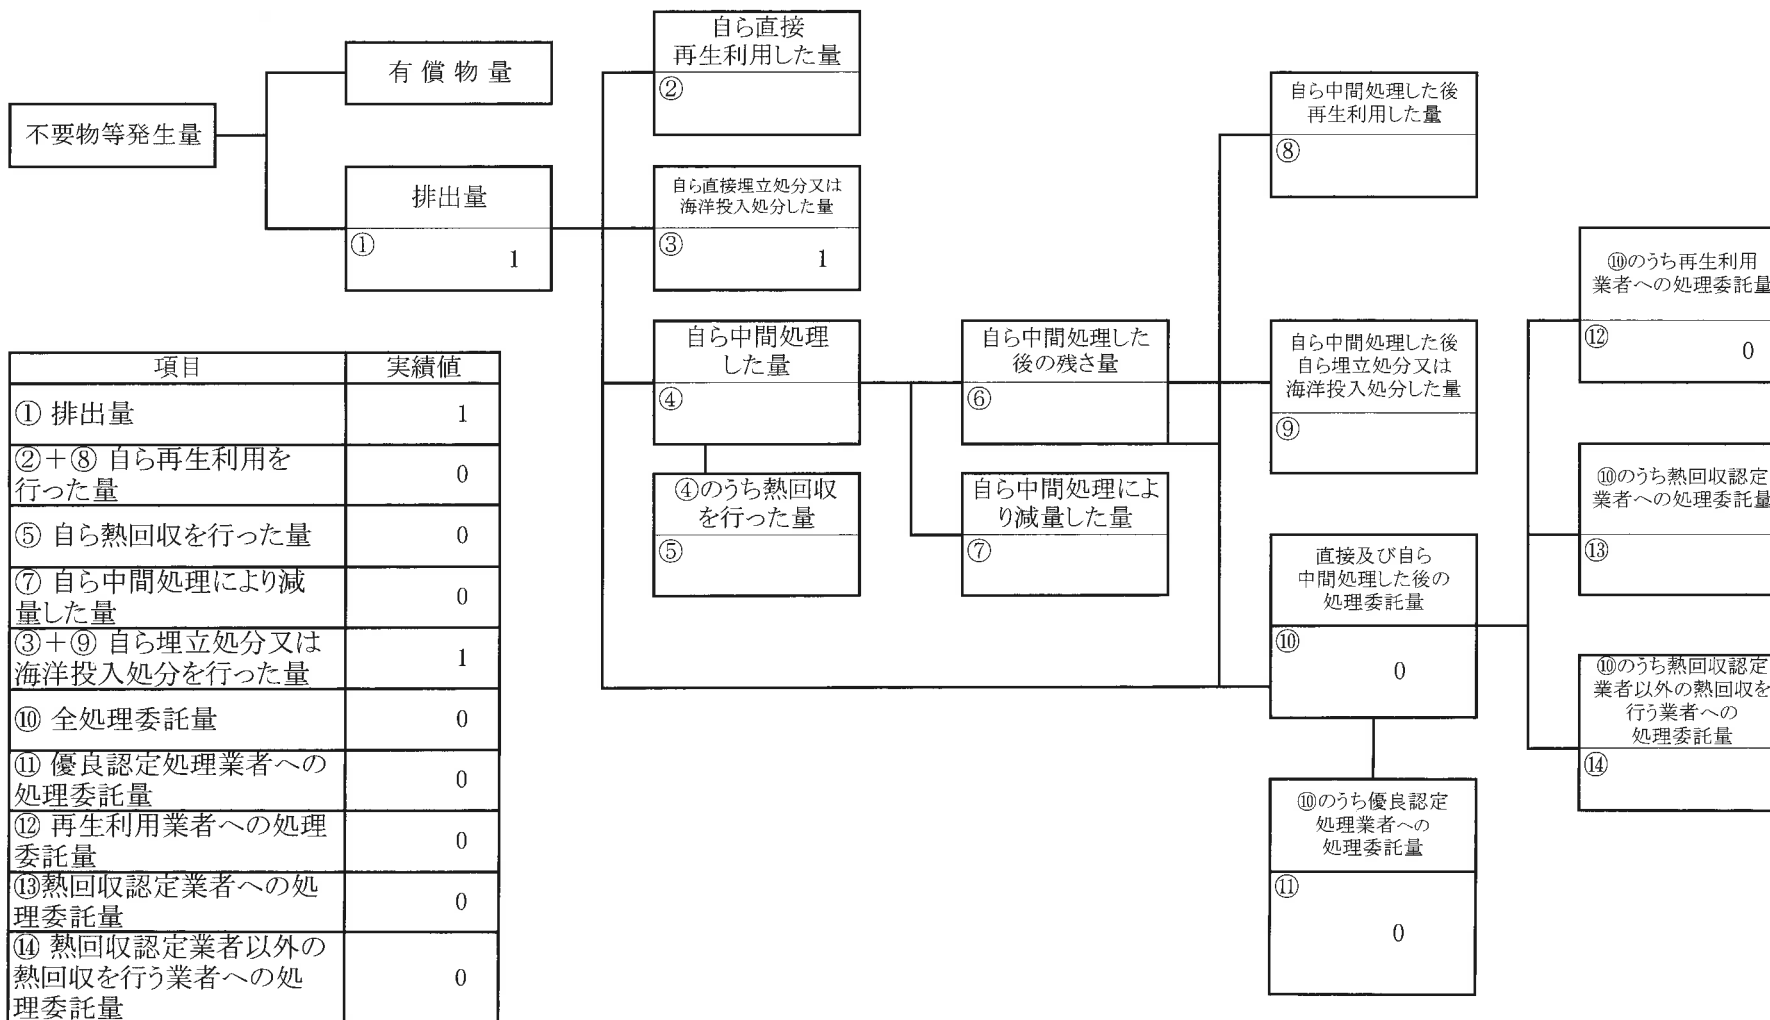 不要物等発生量
有償物量
排出量
①
1
自ら直接
再生利用した量
②
自ら直接埋立処分又は
海洋投入処分した量
③
1
自ら中間処理
した量
④
④のうち熱回収
を行った量
⑤
自ら中間処理した
後の残さ量
⑥
自ら中間処理によ
り減量した量
⑦
自ら中間処理した後
再生利用した量
⑧
自ら中間処理した後
自ら埋立処分又は
海洋投入処分した量
⑨
直接及び自ら
中間処理した後の
処理委託量
⑩
0
⑩のうち優良認定
処理業者への
処理委託量
⑪
0
⑩のうち再生利用
業者への処理委託量
⑫
0
⑩のうち熱回収認定
業者への処理委託量
⑬
⑩のうち熱回収認定
業者以外の熱回収を
行う業者への
処理委託量
⑭
項目 実績値
① 排出量 1
②＋⑧ 自ら再生利用を
行った量 0
⑤ 自ら熱回収を行った量 0
⑦ 自ら中間処理により減
量した量 0
③＋⑨ 自ら埋立処分又は
海洋投入処分を行った量 1
⑩ 全処理委託量 0
⑪ 優良認定処理業者への
処理委託量 0
⑫ 再生利用業者への処理
委託量 0
⑬熱回収認定業者への処
理委託量 0
⑭ 熱回収認定業者以外の
熱回収を行う業者への処
理委託量 0